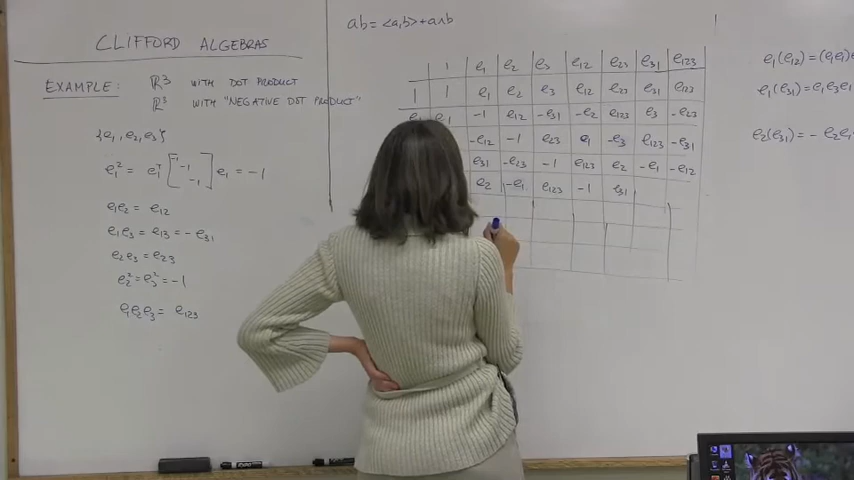 CLIFFORD ALGEBRAS
EXAMPLE: ℝ³ WITH DOT PRODUCT
ℝ³ WITH "NEGATIVE DOT PRODUCT"
{e₁, e₂, e₃}
e₁² = e₁ᵀ [-1 -1 -1] e₁ = -1
e₁e₂ = e₁₂
e₁e₃ = e₁₃ = -e₃₁
e₂e₃ = e₂₃
e₂² = e₃² = -1
e₁e₂e₃ = e₁₂₃
ab = <a,b> + a∧b
1 e₁ e₂ e₃ e₁₂ e₂₃ e₃₁ e₁₂₃
1 1 e₁ e₂ e₃ e₁₂ e₂₃ e₃₁ e₁₂₃
e₁ e₁ -1 e₁₂ -e₃₁ -e₂ e₁₂₃ e₃ -e₂₃
-e₁₂ -1 e₂₃ e₁ -e₃ e₁₂₃ -e₃₁
e₃₁ -e₂₃ -1 e₁₂₃ e₂ -e₁ -e₁₂
e₂ -e₁ e₁₂₃ -1 e₃₁
e₁(e₁₂) = (e₁e₁)e
e₁(e₃₁) = e₁e₃e₁
e₂(e₃₁) = - e₂e₁